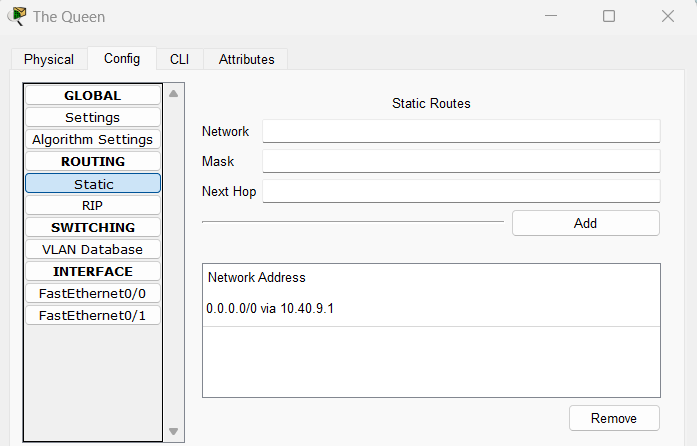 The Queen
Physical Config CLI Attributes
GLOBAL
Settings
Algorithm Settings
ROUTING
Static
RIP
SWITCHING
VLAN Database
INTERFACE
FastEthernet0/0
FastEthernet0/1
Static Routes
Network
Mask
Next Hop
Add
Network Address
0.0.0.0/0 via 10.40.9.1
Remove